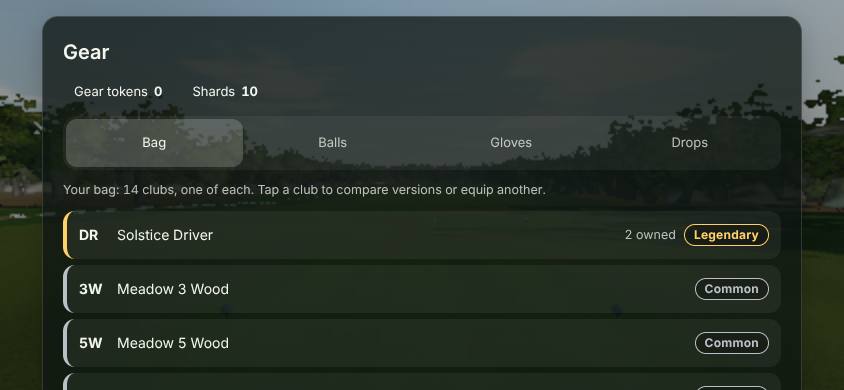 Gear
Gear tokens 0 Shards 10
Bag Balls Gloves Drops
Your bag: 14 clubs, one of each. Tap a club to compare versions or equip another.
DR Solstice Driver 2 owned Legendary
3W Meadow 3 Wood Common
5W Meadow 5 Wood Common